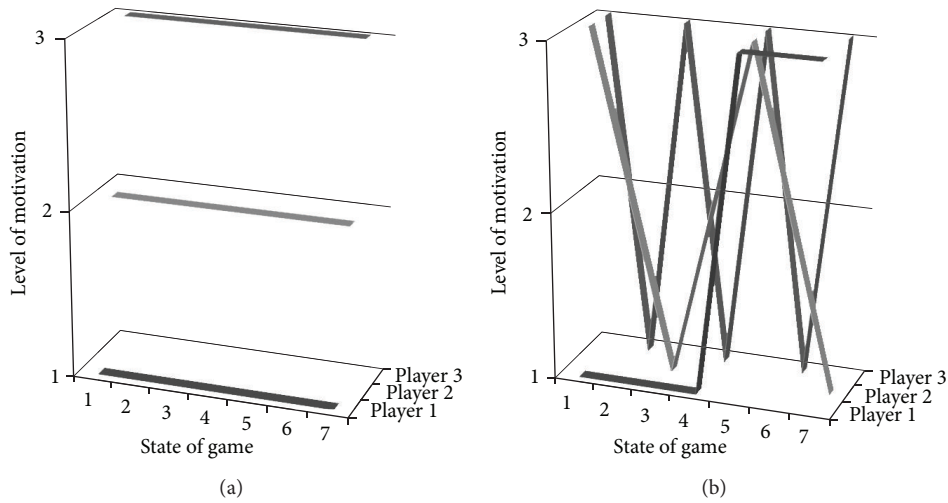 3
2
1
Level of motivation
1
2
3
4
5
6
7
State of game
Player 3
Player 2
Player 1
(a)
3
2
1
Level of motivation
1
2
3
4
5
6
7
State of game
Player 3
Player 2
Player 1
(b)